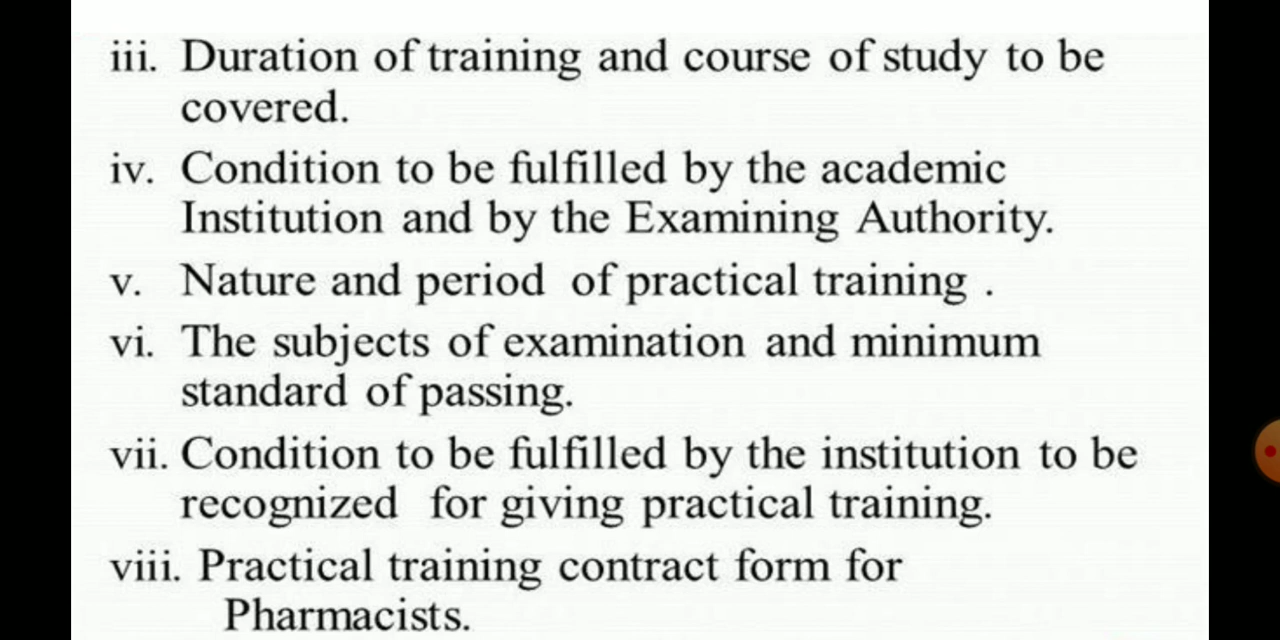 iii. Duration of training and course of study to be
covered.
iv. Condition to be fulfilled by the academic
Institution and by the Examining Authority.
v. Nature and period of practical training .
vi. The subjects of examination and minimum
standard of passing.
vii. Condition to be fulfilled by the institution to be
recognized for giving practical training.
viii. Practical training contract form for
Pharmacists.